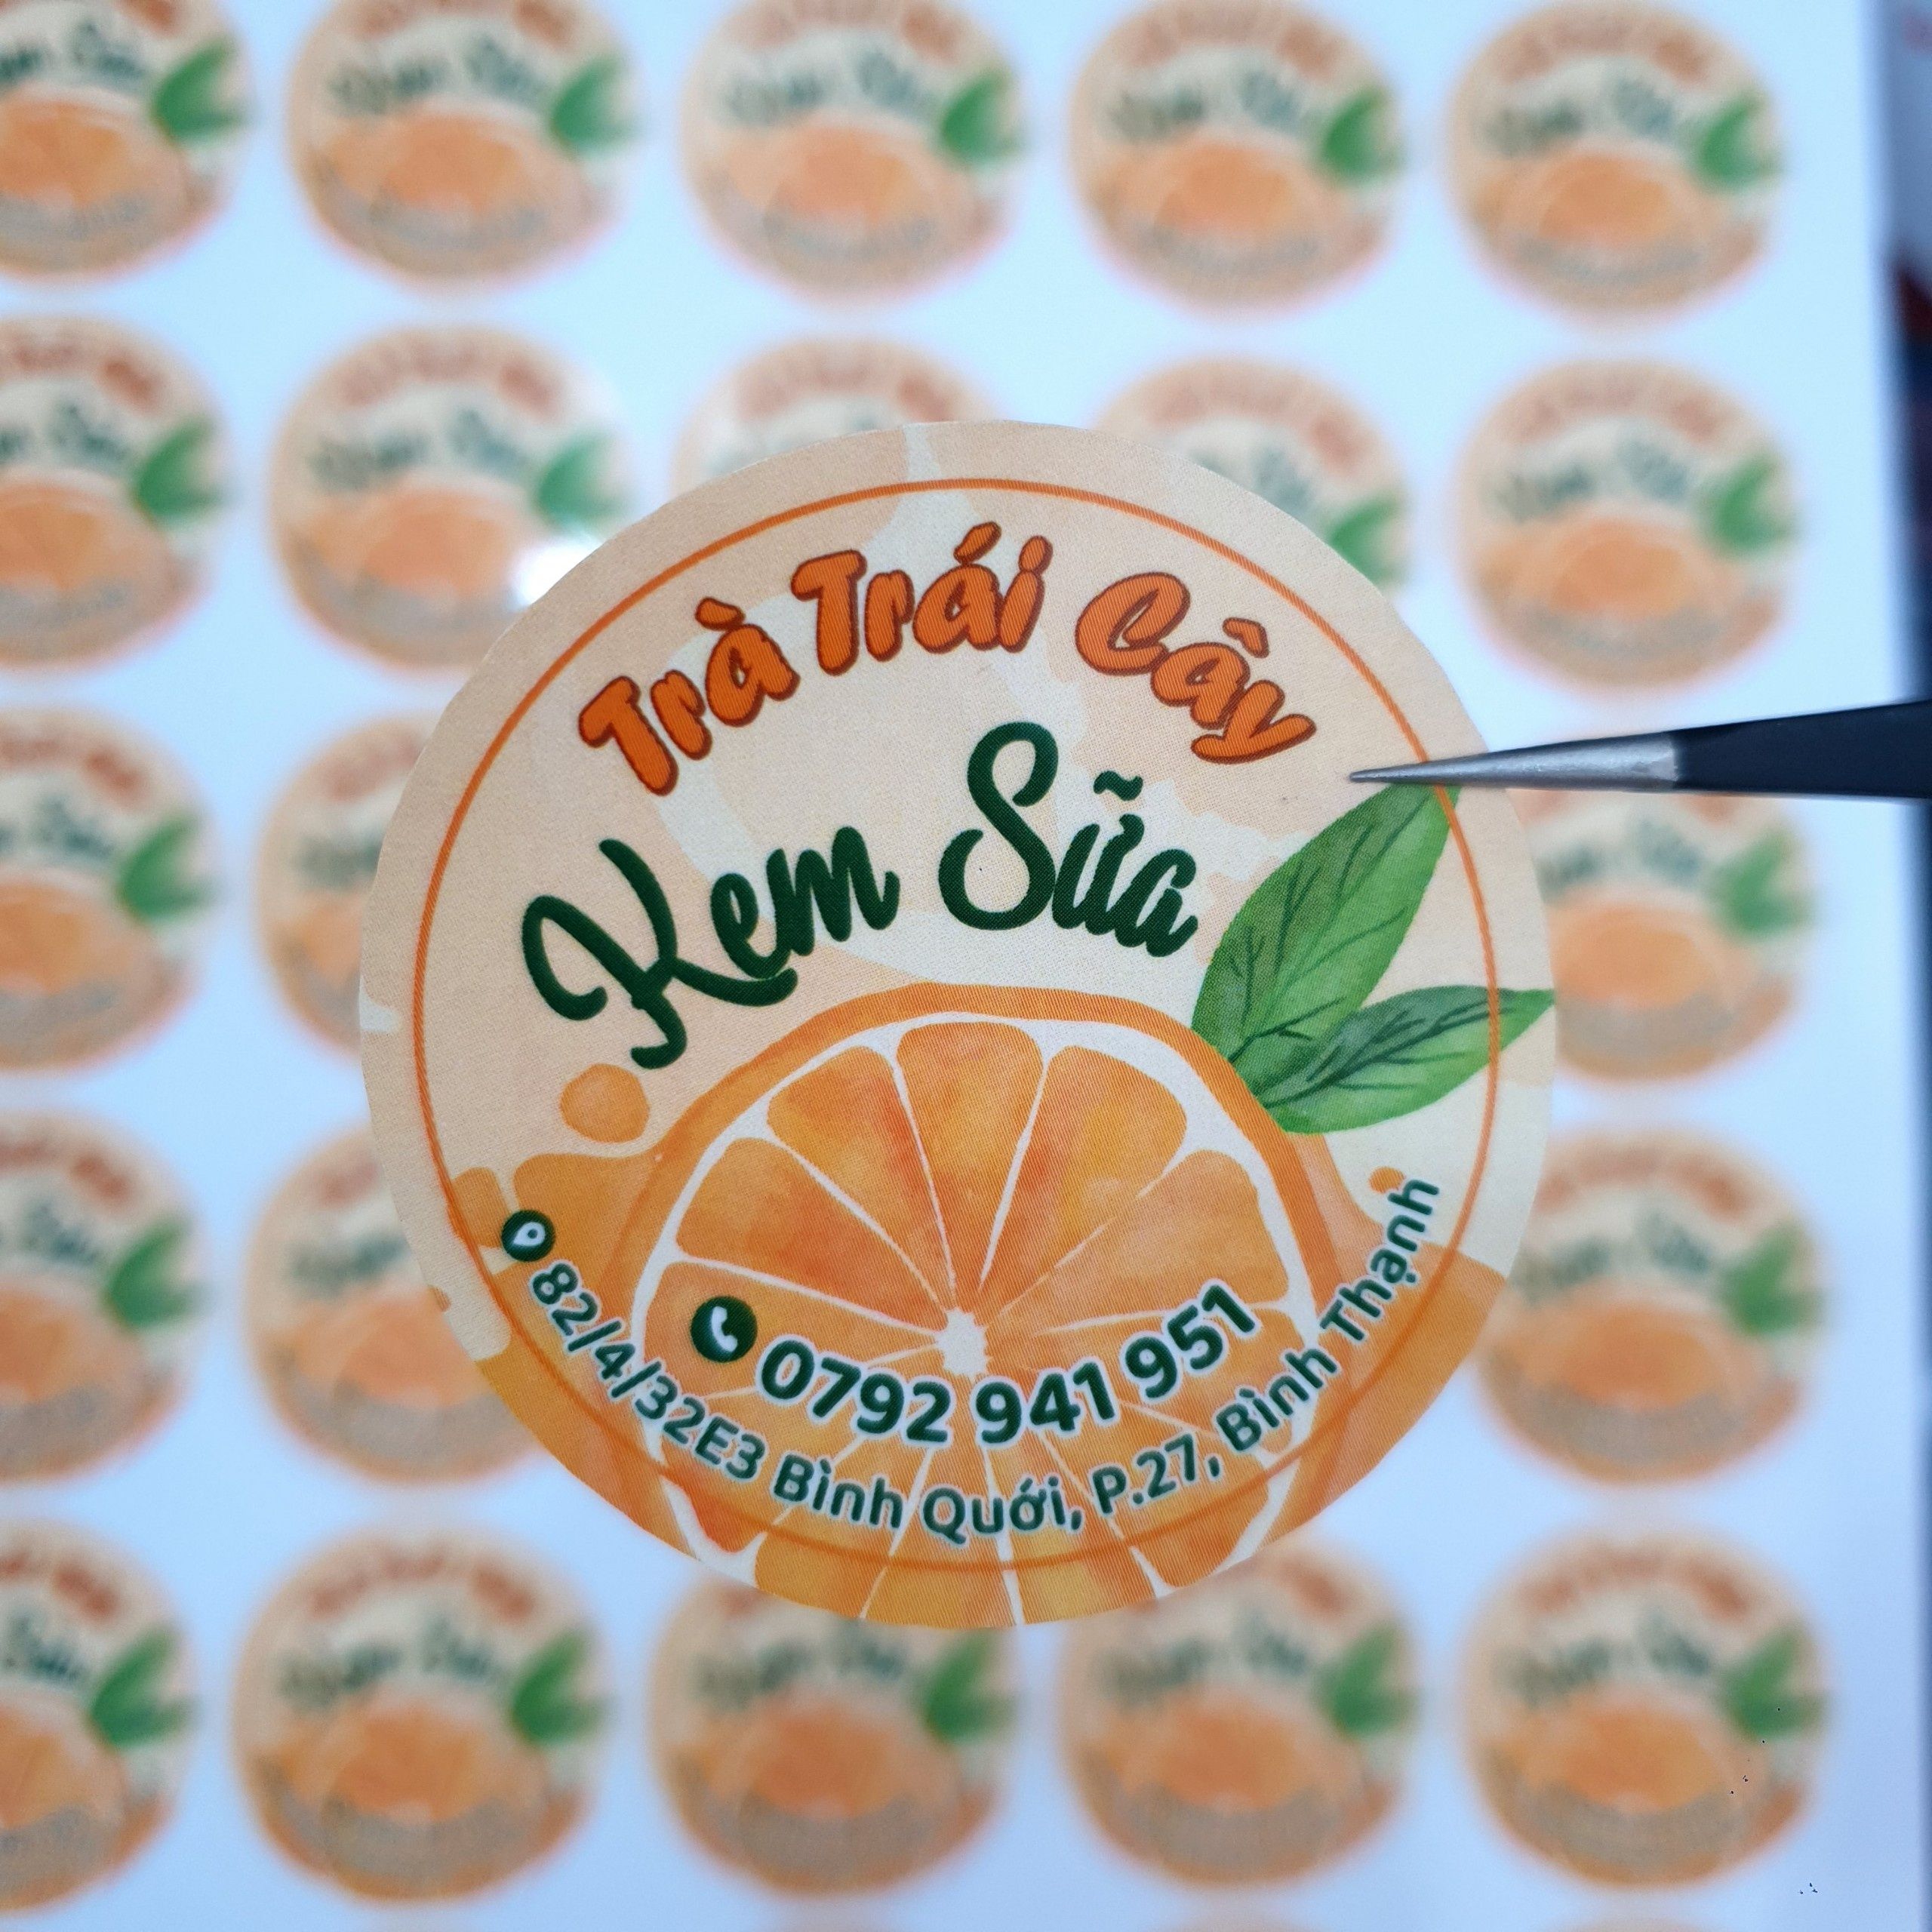 Trà Trái Cây
Kem Sữa
0792 941 951
82/4/32E3 Bình Quới, P.27, Bình Thạnh